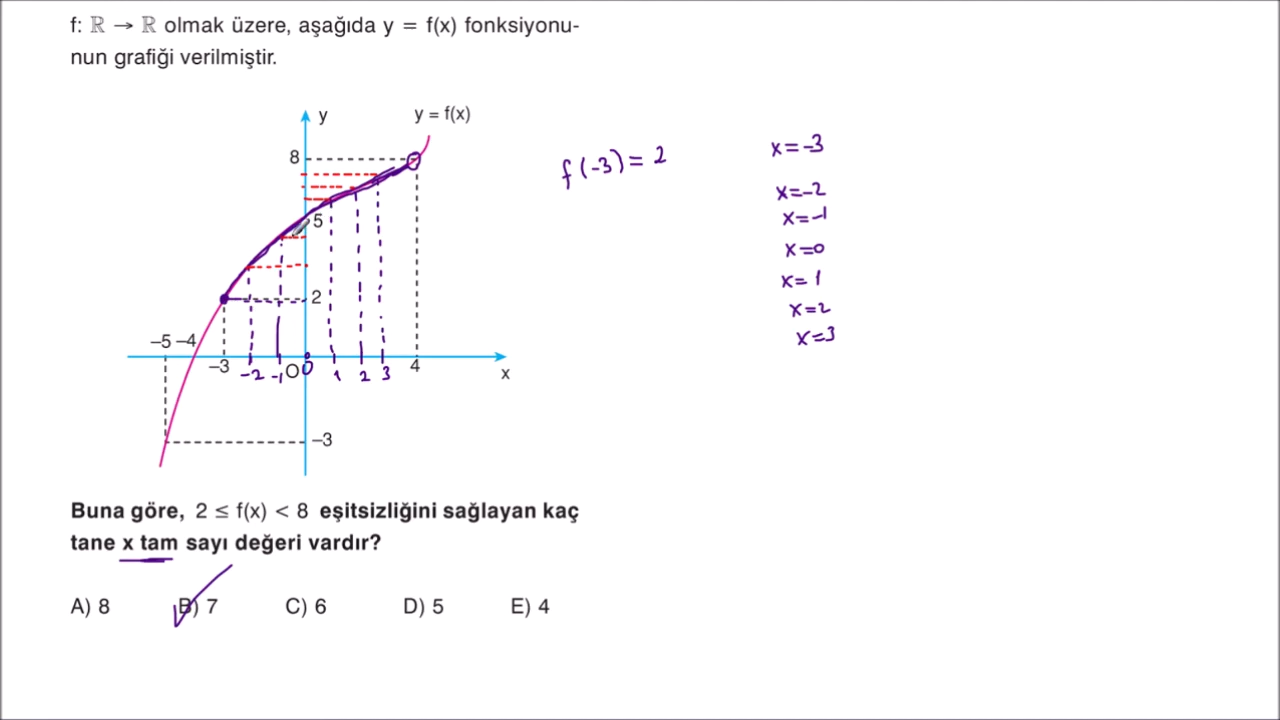 f: ℝ → ℝ olmak üzere, aşağıda y = f(x) fonksiyonu-
nun grafiği verilmiştir.
y
y = f(x)
8
f(-3) = 2
x=-3
x=-2
x=-1
x=0
x=1
x=2
x=3
5
2
–5 –4
–3 -2 -1 O 0 1 2 3 4 x
–3
Buna göre, 2 ≤ f(x) < 8 eşitsizliğini sağlayan kaç
tane x tam sayı değeri vardır?
A) 8 B) 7 C) 6 D) 5 E) 4